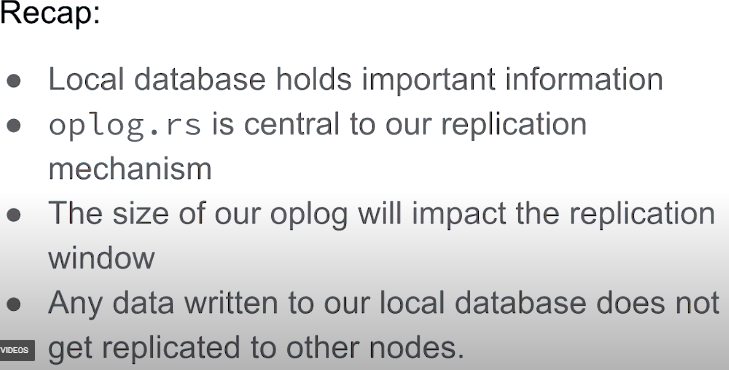 Recap:
● Local database holds important information
● oplog.rs is central to our replication
mechanism
● The size of our oplog will impact the replication
window
● Any data written to our local database does not
get replicated to other nodes.
VIDEOS